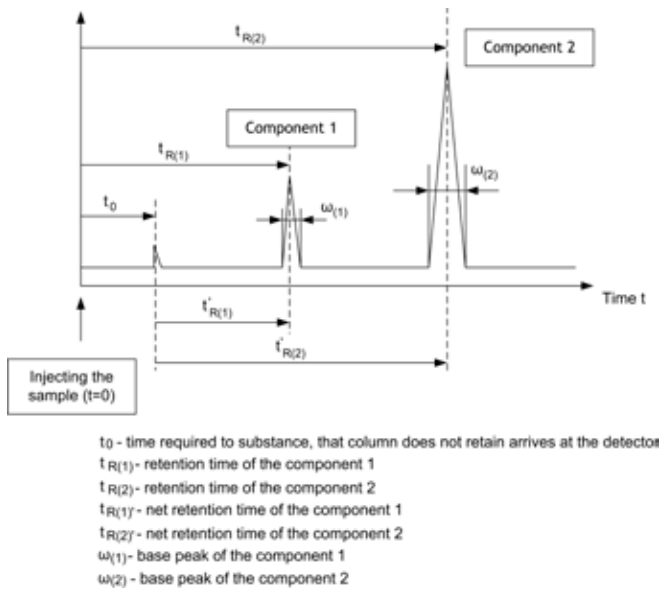 t R(2)
Component 2
Component 1
t R(1)
ω(2)
t0
ω(1)
Time t
t'R(1)
t'R(2)
Injecting the
sample (t=0)
t0 - time required to substance, that column does not retain arrives at the detector
t R(1)- retention time of the component 1
t R(2)- retention time of the component 2
t R(1)'- net retention time of the component 1
t R(2)'- net retention time of the component 2
ω(1)- base peak of the component 1
ω(2) - base peak of the component 2